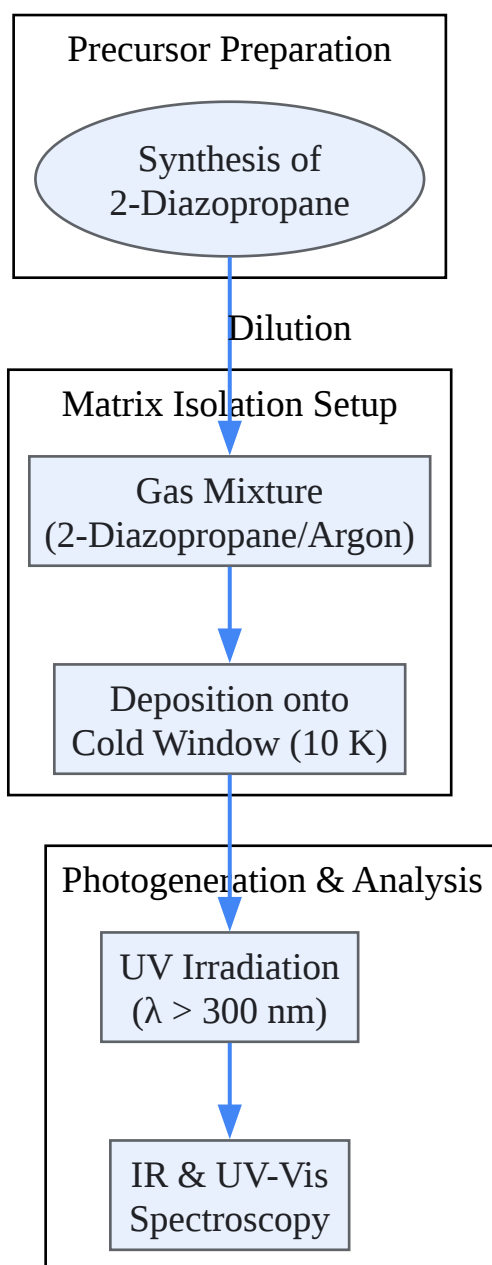 Precursor Preparation
Synthesis of
2-Diazopropane
Dilution
Matrix Isolation Setup
Gas Mixture
(2-Diazopropane/Argon)
Deposition onto
Cold Window (10 K)
Photogeneration & Analysis
UV Irradiation
(λ > 300 nm)
IR & UV-Vis
Spectroscopy